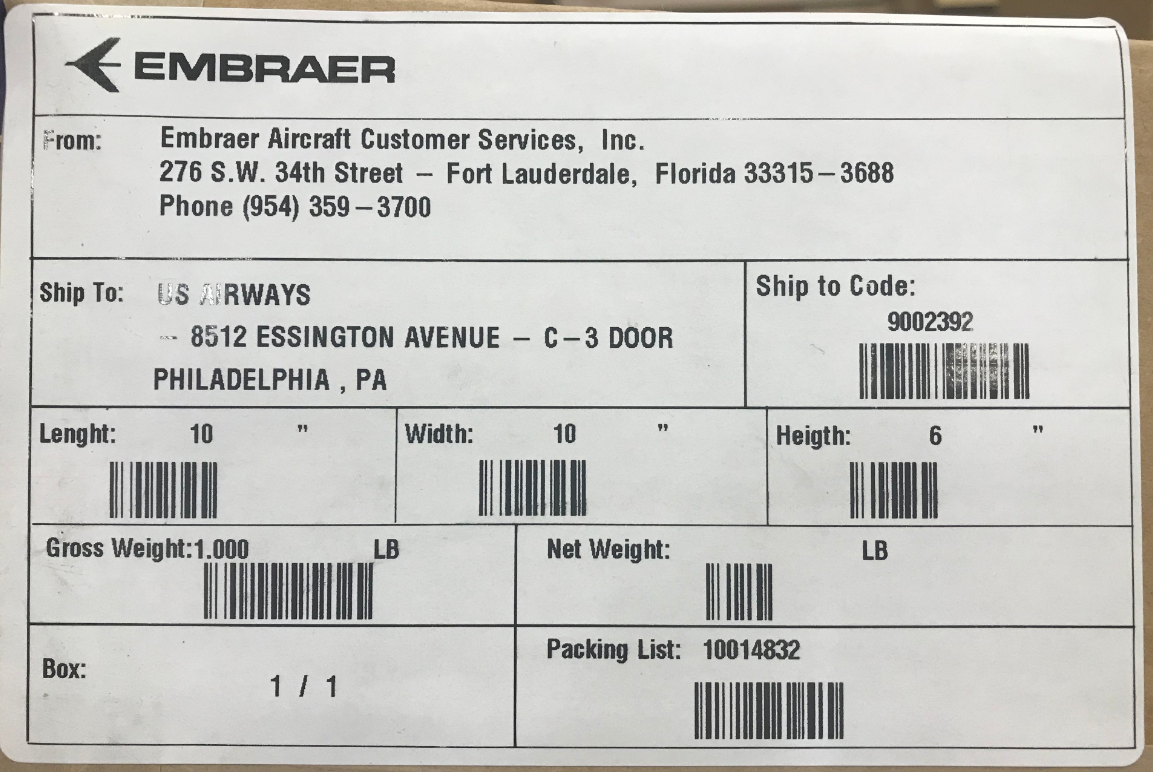 EMBRAER
From: Embraer Aircraft Customer Services, Inc.
276 S.W. 34th Street – Fort Lauderdale, Florida 33315–3688
Phone (954) 359–3700
Ship To: US AIRWAYS
-- 8512 ESSINGTON AVENUE – C–3 DOOR
PHILADELPHIA , PA
Ship to Code:
9002392
Lenght: 10 "
Width: 10 "
Heigth: 6 "
Gross Weight:1.000 LB
Net Weight: LB
Box: 1 / 1
Packing List: 10014832